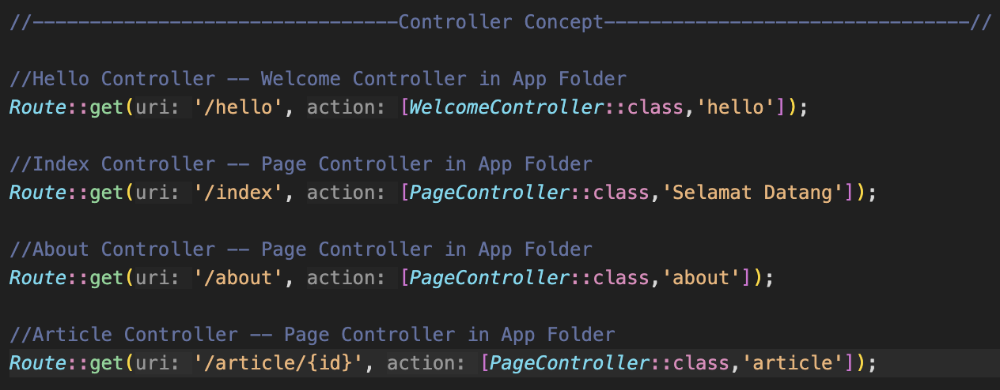 //--------------------------------Controller Concept--------------------------------//
//Hello Controller -- Welcome Controller in App Folder
Route::get(uri: '/hello', action: [WelcomeController::class,'hello']);
//Index Controller -- Page Controller in App Folder
Route::get(uri: '/index', action: [PageController::class,'Selamat Datang']);
//About Controller -- Page Controller in App Folder
Route::get(uri: '/about', action: [PageController::class,'about']);
//Article Controller -- Page Controller in App Folder
Route::get(uri: '/article/{id}', action: [PageController::class,'article']);